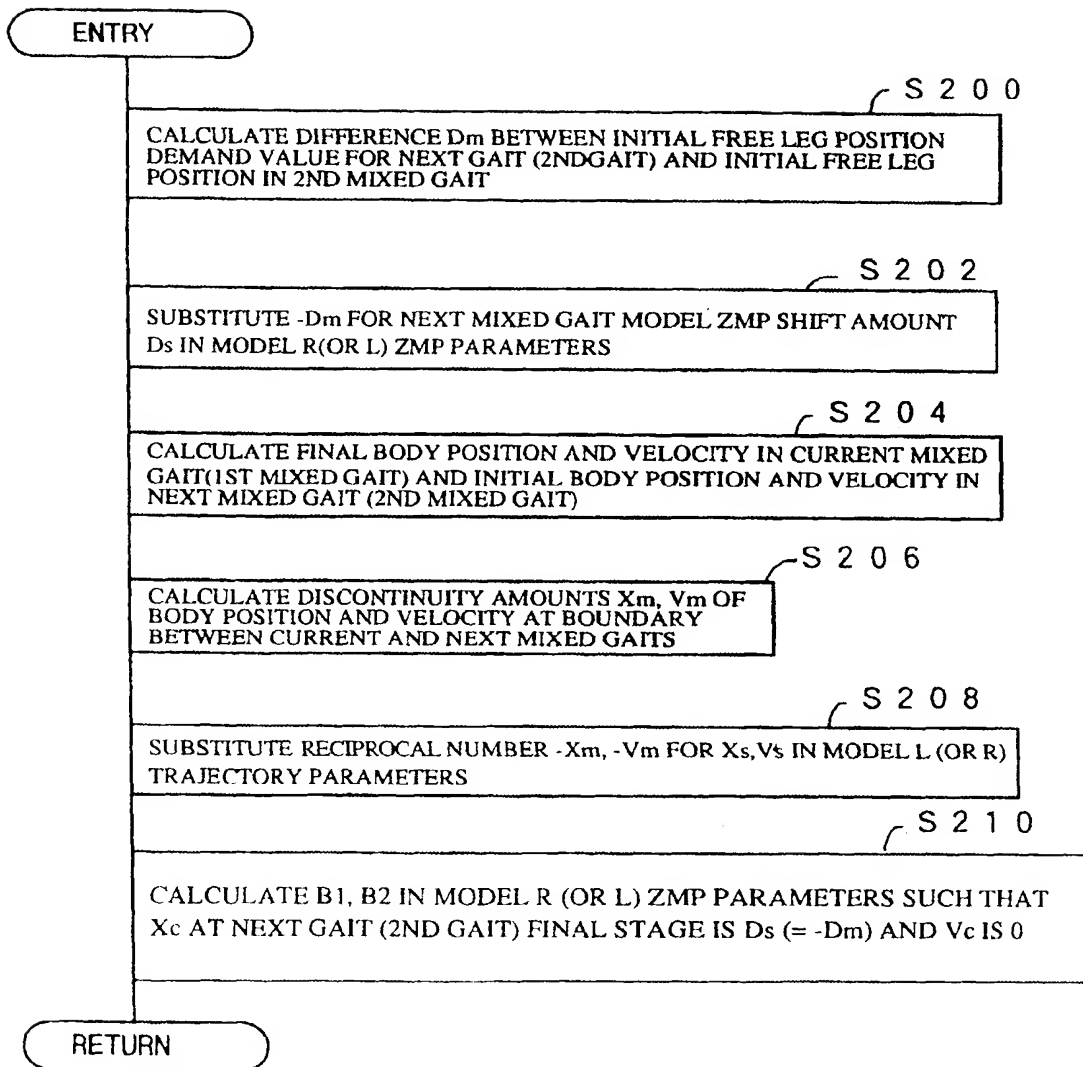 ENTRY
S200
CALCULATE DIFFERENCE Dm BETWEEN INITIAL FREE LEG POSITION
DEMAND VALUE FOR NEXT GAIT (2NDGAIT) AND INITIAL FREE LEG
POSITION IN 2ND MIXED GAIT
S202
SUBSTITUTE -Dm FOR NEXT MIXED GAIT MODEL ZMP SHIFT AMOUNT
Ds IN MODEL R(OR L) ZMP PARAMETERS
S204
CALCULATE FINAL BODY POSITION AND VELOCITY IN CURRENT MIXED
GAIT(1ST MIXED GAIT) AND INITIAL BODY POSITION AND VELOCITY IN
NEXT MIXED GAIT (2ND MIXED GAIT)
S206
CALCULATE DISCONTINUITY AMOUNTS Xm, Vm OF
BODY POSITION AND VELOCITY AT BOUNDARY
BETWEEN CURRENT AND NEXT MIXED GAITS
S208
SUBSTITUTE RECIPROCAL NUMBER -Xm, -Vm FOR Xs,Vs IN MODEL L (OR R)
TRAJECTORY PARAMETERS
S210
CALCULATE B1, B2 IN MODEL R (OR L) ZMP PARAMETERS SUCH THAT
Xc AT NEXT GAIT (2ND GAIT) FINAL STAGE IS Ds (= -Dm) AND Vc IS 0
RETURN